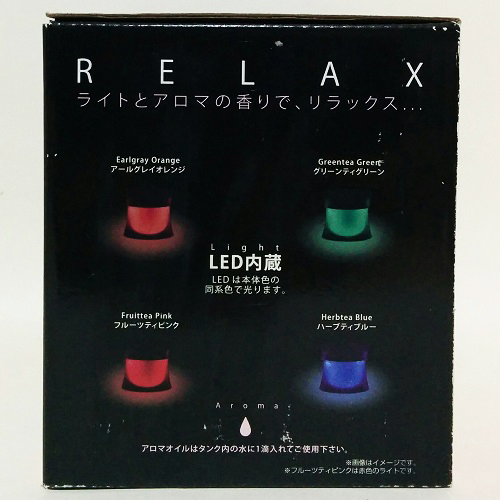 RELAX
ライトとアロマの香りで、リラックス...
Earlgray Orange
アールグレイオレンジ
Greentea Green
グリーンティグリーン
Light
LED内蔵
LEDは本体色の
同系色で光ります。
Fruittea Pink
フルーツティピンク
Herbtea Blue
ハーブティブルー
Aroma
アロマオイルはタンク内の水に1滴入れてご使用下さい。
※画像はイメージです。
※フルーツティピンクは赤色のライトです。